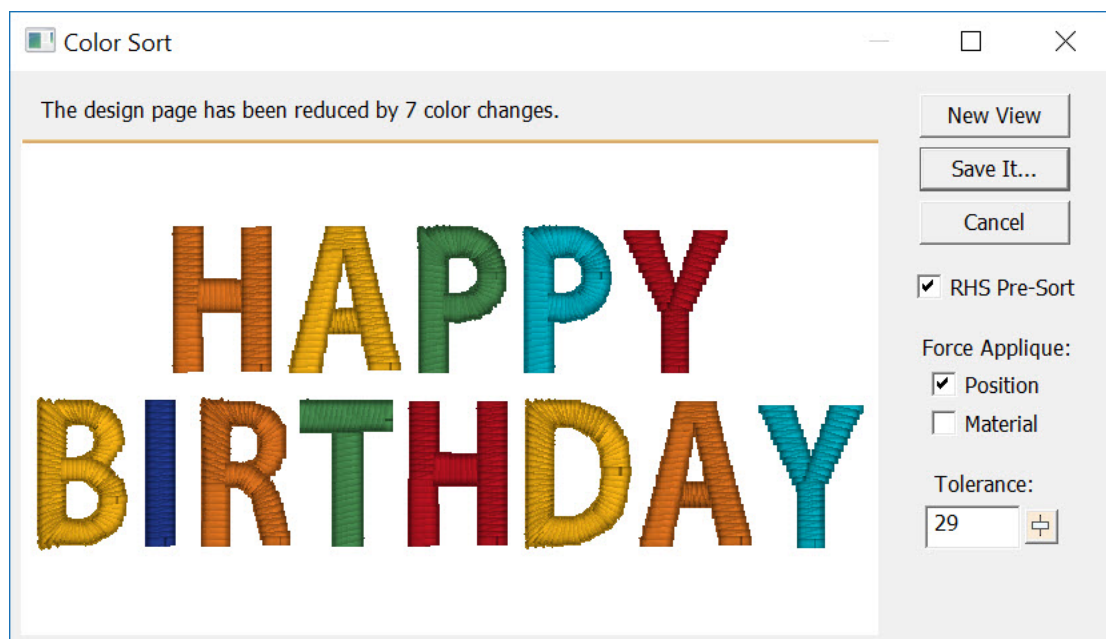 Color Sort
The design page has been reduced by 7 color changes.
New View
Save It...
Cancel
RHS Pre-Sort
Force Applique:
Position
Material
Tolerance:
29
HAPPY
BIRTHDAY